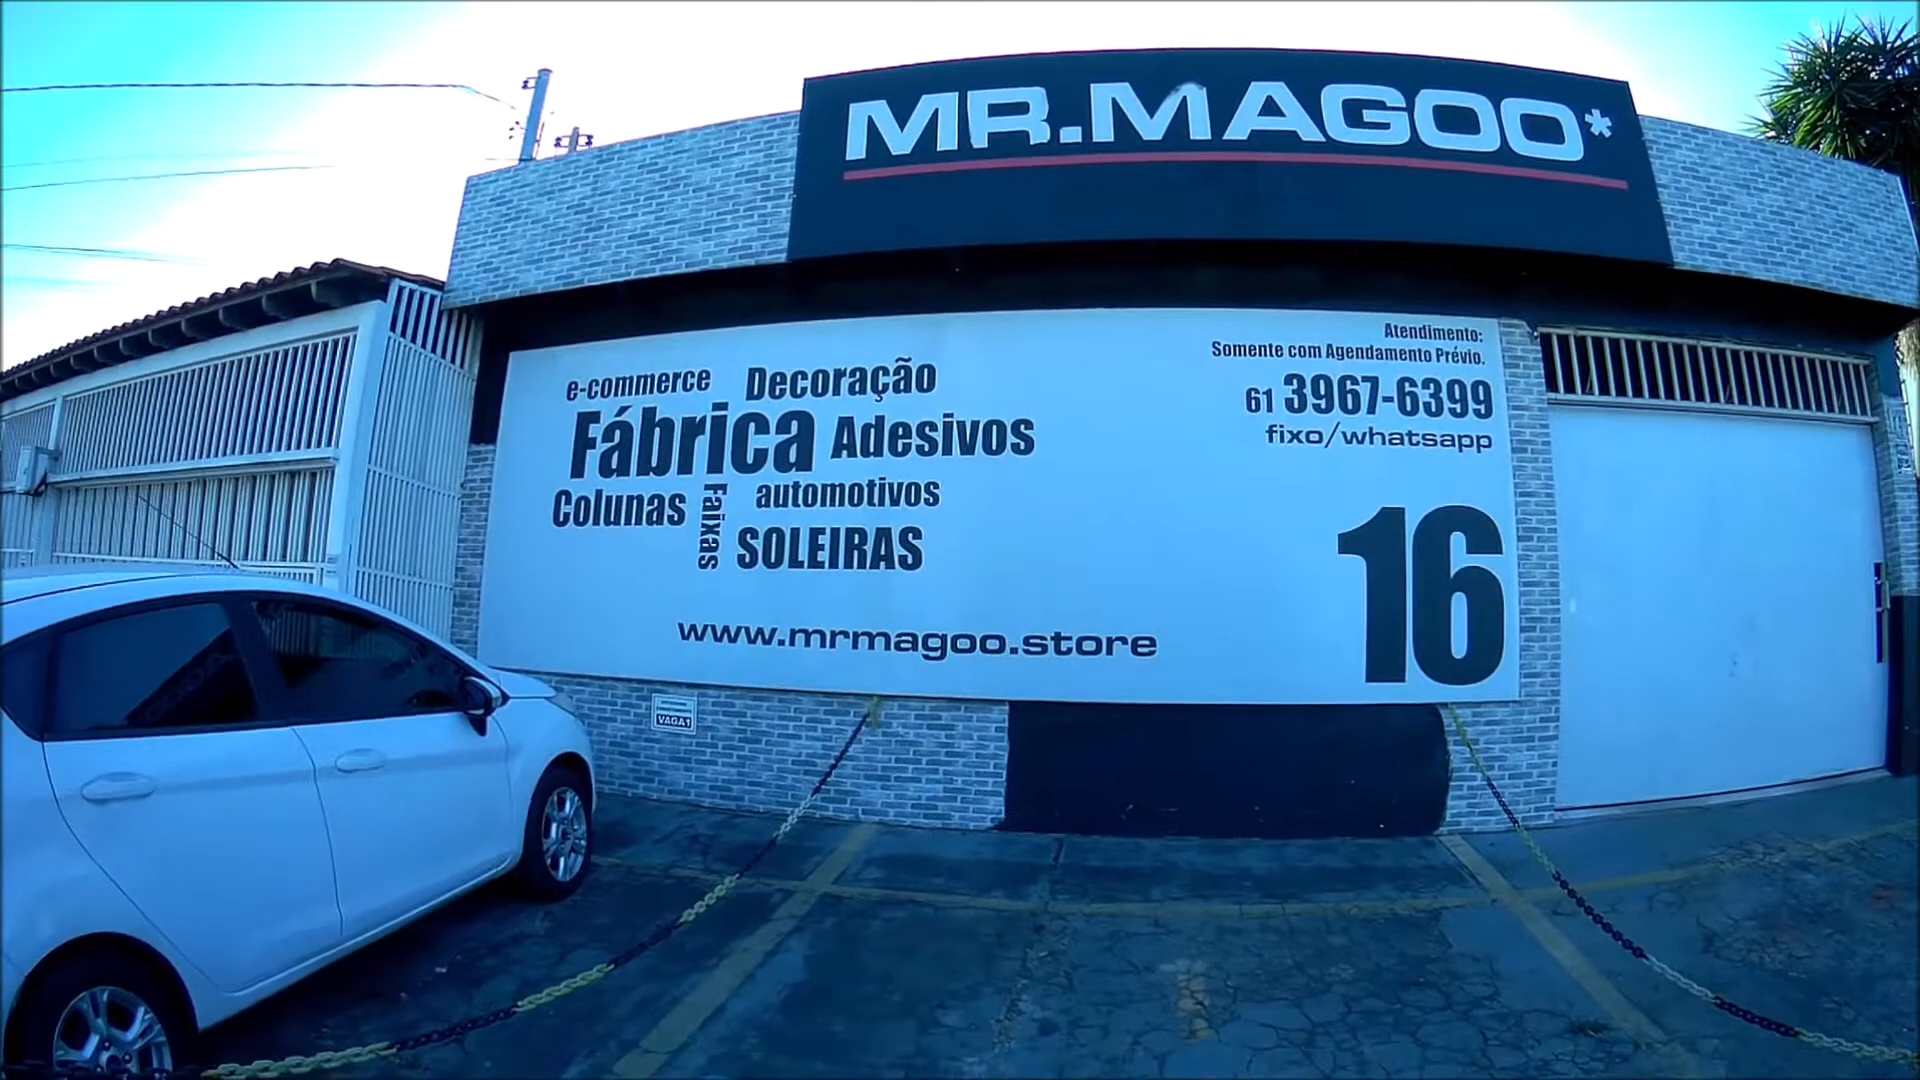 MR.MAGOO*
Atendimento:
Somente com Agendamento Prévio.
61 3967-6399
fixo/whatsapp
e-commerce Decoração
Fábrica Adesivos
Colunas Faixas automotivos
SOLEIRAS
www.mrmagoo.store
16
VAGA1